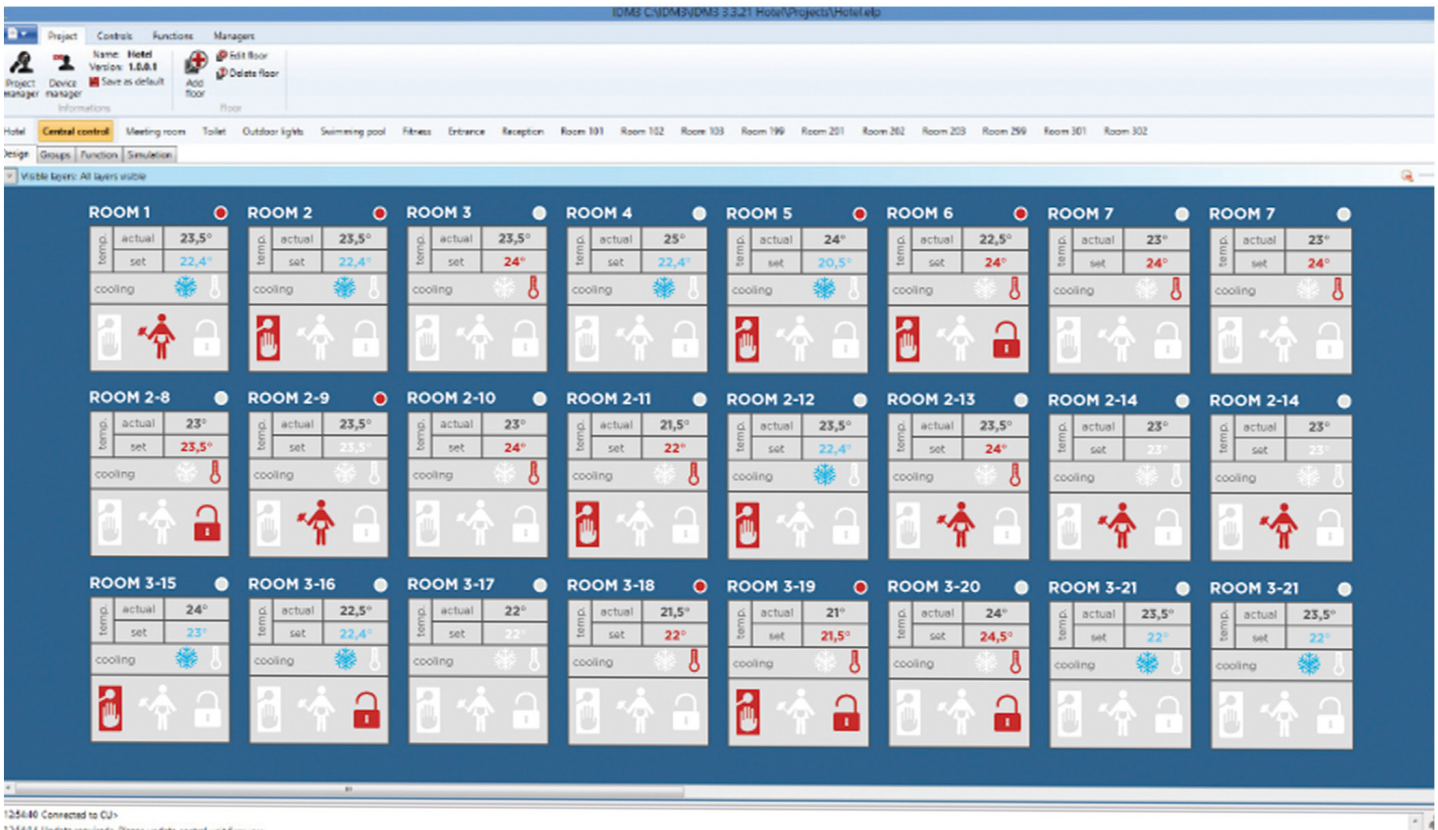 IDM3 C:\IDM3\IDM3 3.3.21 Hotel\Projects\Hotel.elp
Project Controls Functions Managers
Project manager
Device manager
Name: Hotel
Version: 1.0.0.1
Save as default
Informations
Add floor
Edit floor
Delete floor
Floor
Hotel Central control Meeting room Toilet Outdoor lights Swimming pool Fitness Entrance Reception Room 101 Room 102 Room 103 Room 199 Room 201 Room 202 Room 203 Room 299 Room 301 Room 302
Design Groups Function Simulation
Visible layers: All layers visible
ROOM 1 ROOM 2 ROOM 3 ROOM 4 ROOM 5 ROOM 6 ROOM 7 ROOM 7
temp. actual 23,5° temp. actual 23,5° temp. actual 23,5° temp. actual 25° temp. actual 24° temp. actual 22,5° temp. actual 23° temp. actual 23°
set 22,4° set 22,4° set 24° set 22,4° set 20,5° set 24° set 24° set 24°
cooling cooling cooling cooling cooling cooling cooling cooling
ROOM 2-8 ROOM 2-9 ROOM 2-10 ROOM 2-11 ROOM 2-12 ROOM 2-13 ROOM 2-14 ROOM 2-14
temp. actual 23° temp. actual 23,5° temp. actual 23° temp. actual 21,5° temp. actual 23,5° temp. actual 23,5° temp. actual 23° temp. actual 23°
set 23,5° set 23,5° set 24° set 22° set 22,4° set 24° set 23° set 23°
cooling cooling cooling cooling cooling cooling cooling cooling
ROOM 3-15 ROOM 3-16 ROOM 3-17 ROOM 3-18 ROOM 3-19 ROOM 3-20 ROOM 3-21 ROOM 3-21
temp. actual 24° temp. actual 22,5° temp. actual 22° temp. actual 21,5° temp. actual 21° temp. actual 24° temp. actual 23,5° temp. actual 23,5°
set 23° set 22,4° set 22° set 22° set 21,5° set 24,5° set 22° set 22°
cooling cooling cooling cooling cooling cooling cooling cooling
12:54:40 Connected to CU>